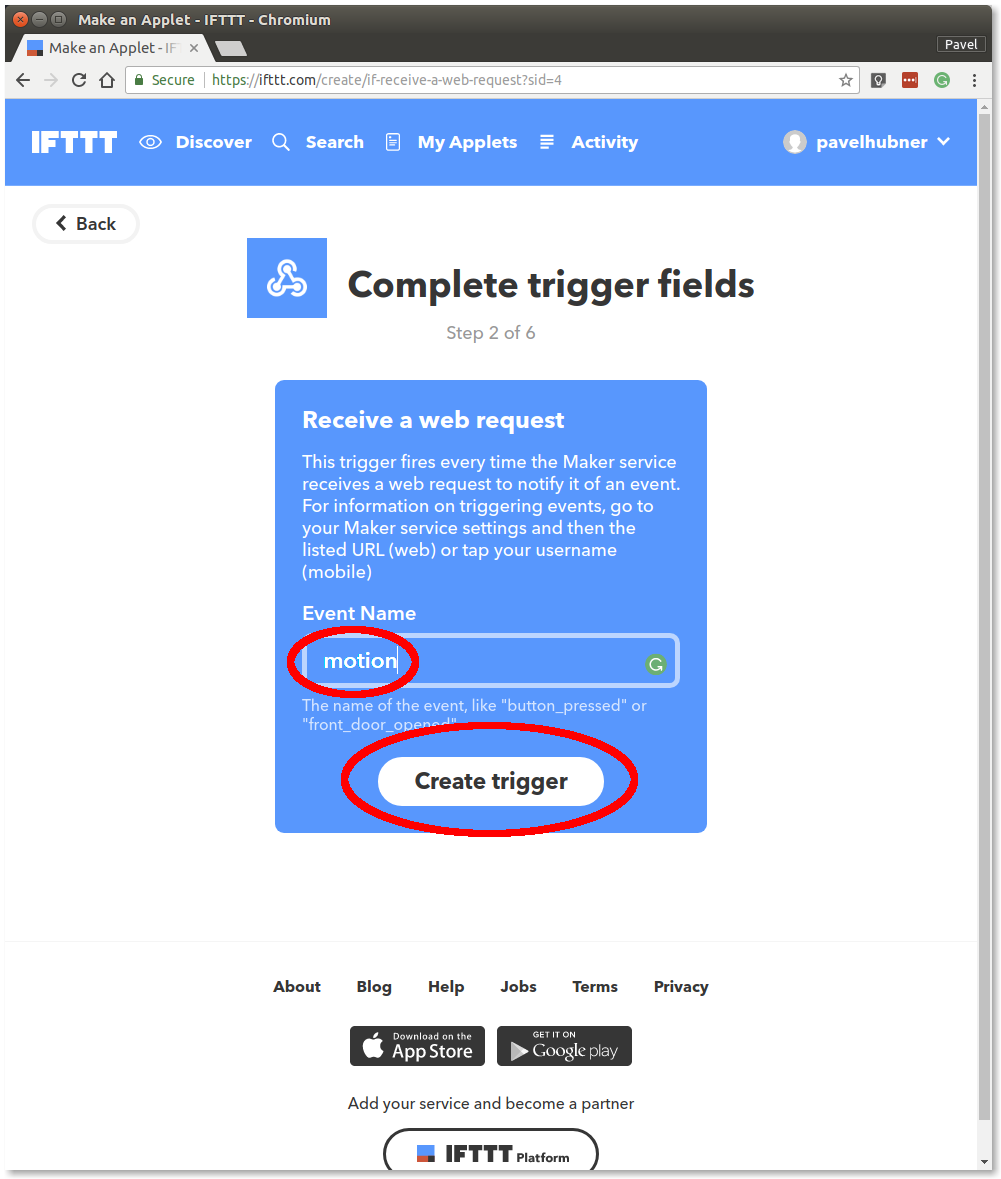 Make an Applet - IFTTT - Chromium
Make an Applet - IF
Pavel
Secure
https://ifttt.com/create/if-receive-a-web-request?sid=4
IFTTT Discover Search My Applets Activity pavelhubner
Back
Complete trigger fields
Step 2 of 6
Receive a web request
This trigger fires every time the Maker service
receives a web request to notify it of an event.
For information on triggering events, go to
your Maker service settings and then the
listed URL (web) or tap your username
(mobile)
Event Name
motion
The name of the event, like "button_pressed" or
"front_door_opened"
Create trigger
About Blog Help Jobs Terms Privacy
Download on the
App Store
GET IT ON
Google play
Add your service and become a partner
IFTTT Platform